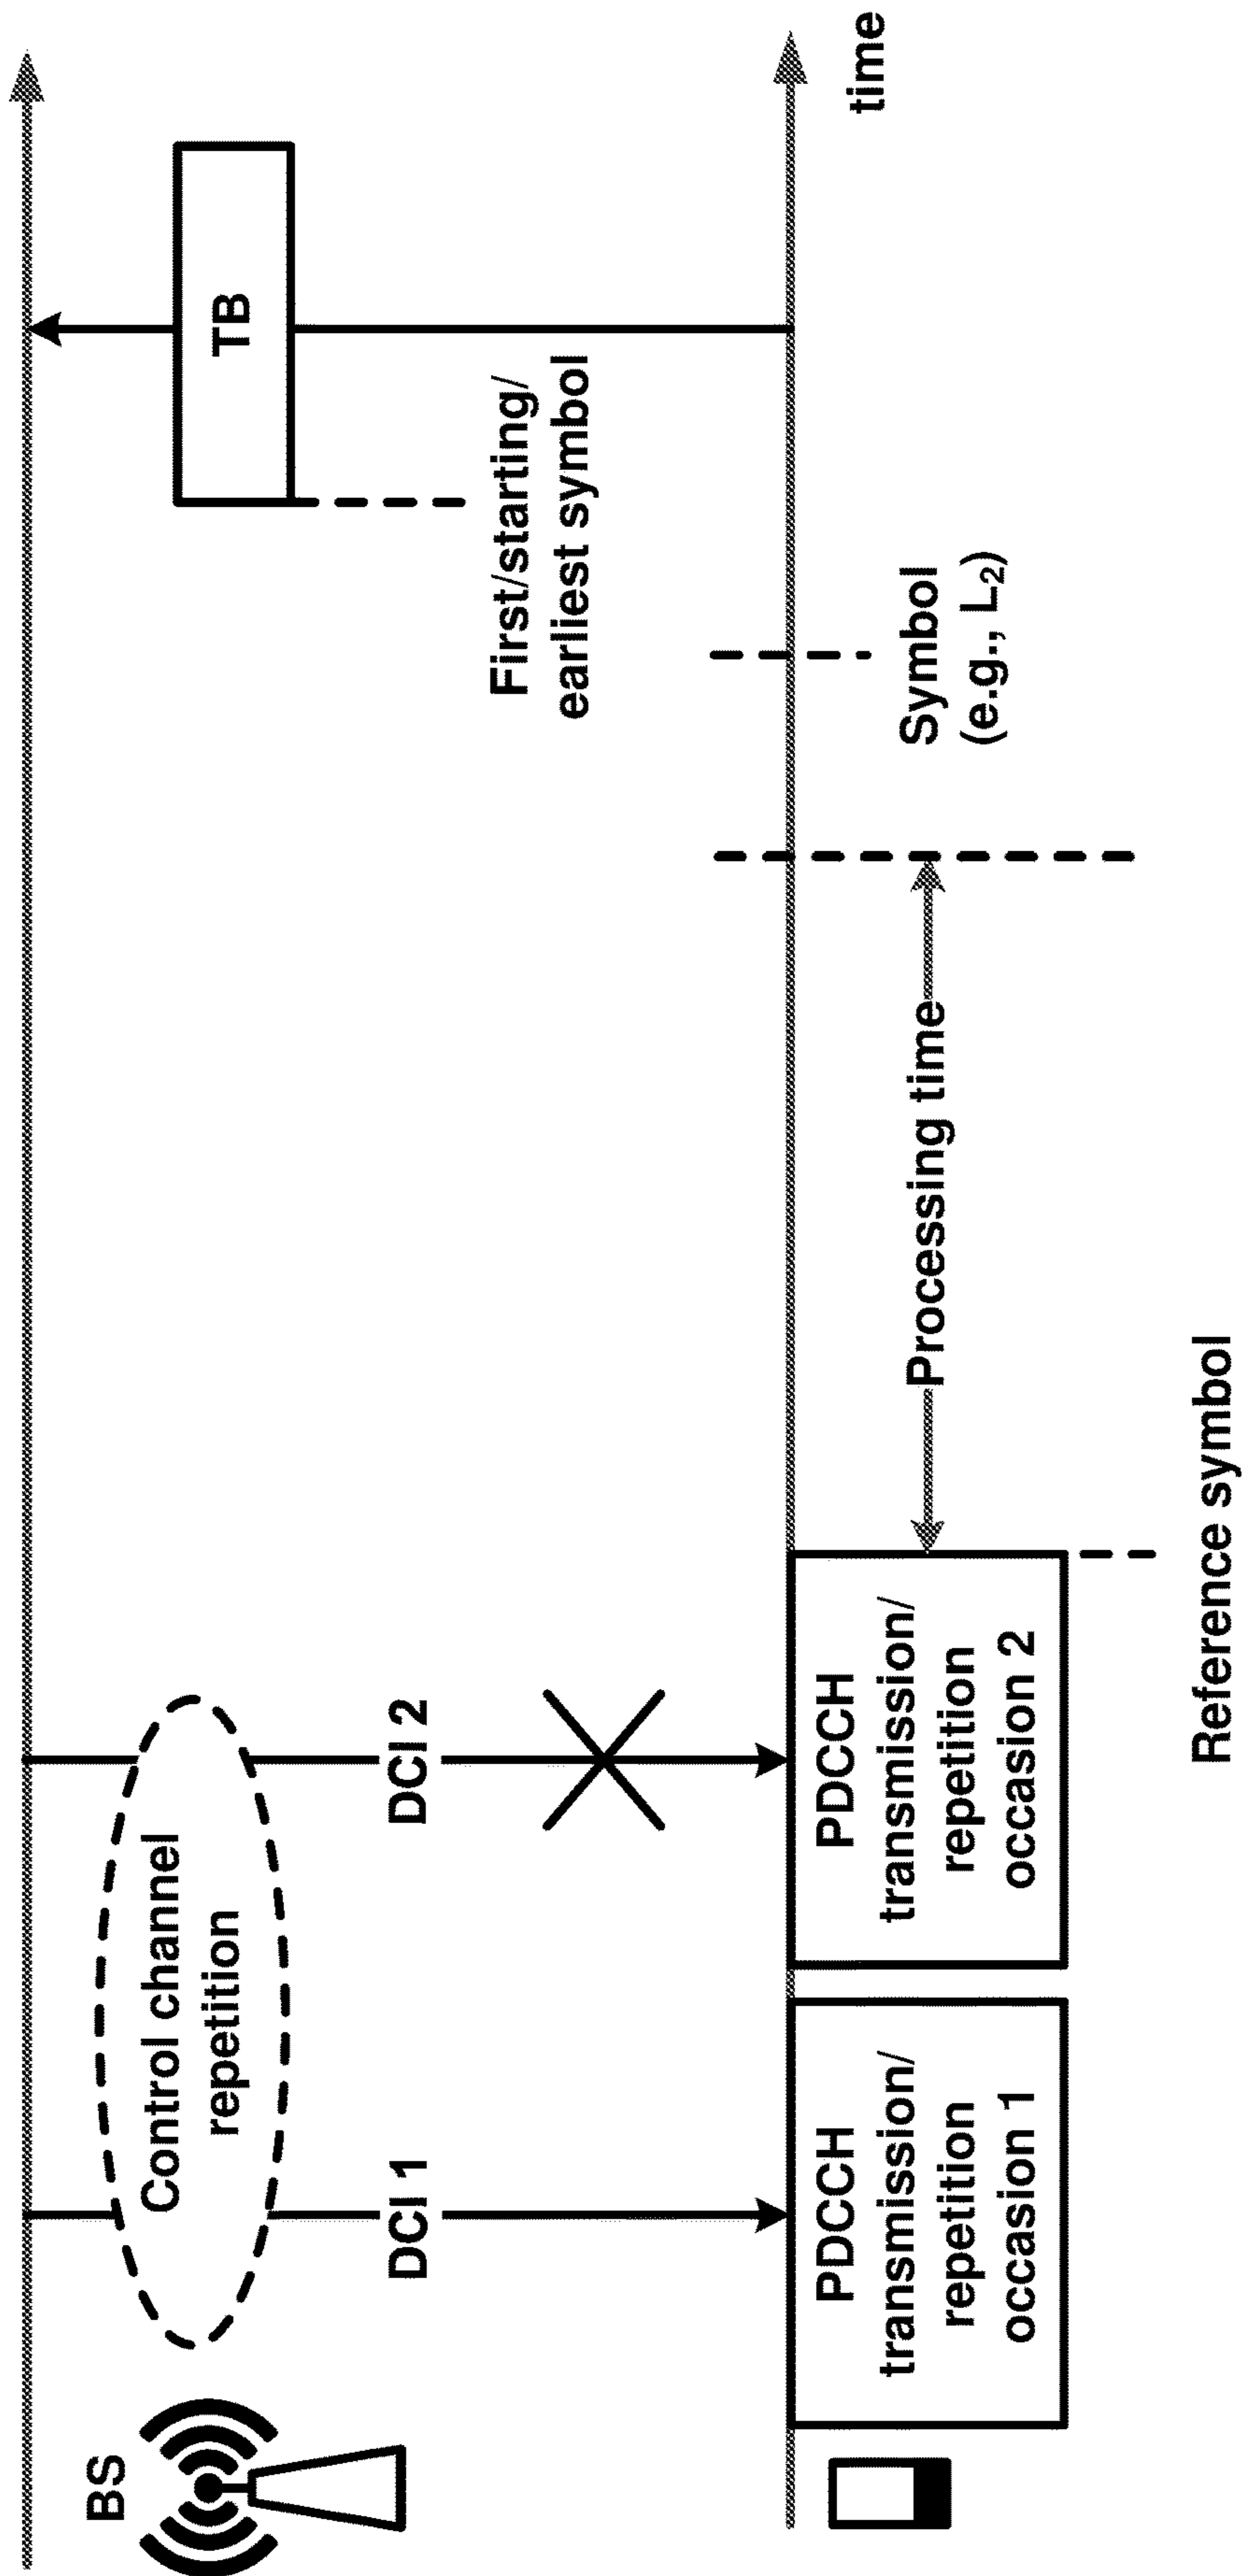 BS
Control channel
repetition
DCI 1
DCI 2
TB
First/starting/
earliest symbol
PDCCH
transmission/
repetition
occasion 1
PDCCH
transmission/
repetition
occasion 2
Processing time
Symbol
(e.g., L₂)
time
Reference symbol